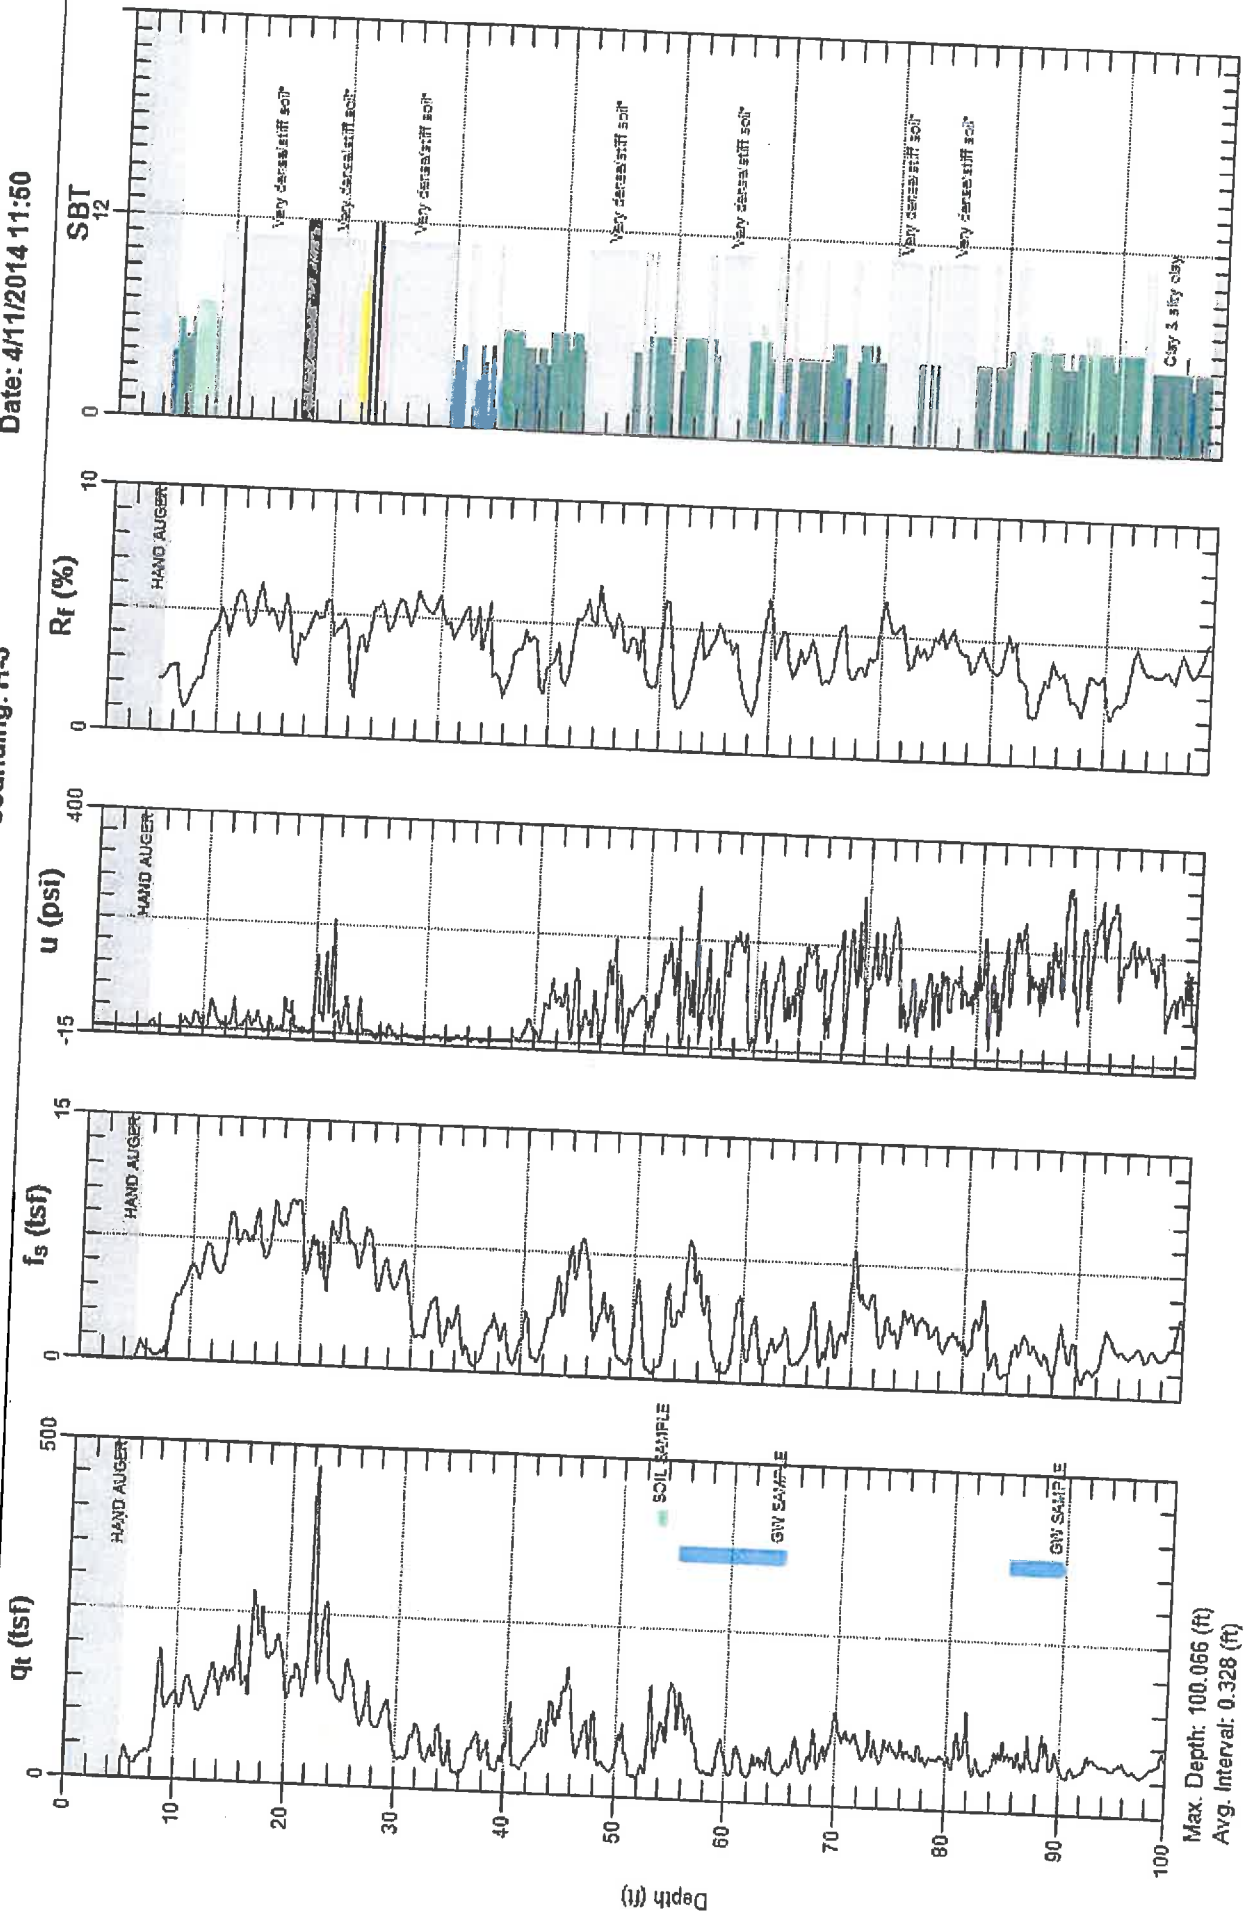 Date: 4/11/2014 11:50
qt (tsf)
0
500
HAND AUGER
SOIL SAMPLE
GW SAMPLE
GW SAMPLE
fs (tsf)
0
15
HAND AUGER
u (psi)
-15
400
HAND AUGER
Rf (%)
0
10
HAND AUGER
SBT
0
12
Very dense/stiff soil*
Very dense/stiff soil*
Very dense/stiff soil*
Very dense/stiff soil*
Very dense/stiff soil*
Very dense/stiff soil*
Very dense/stiff soil*
Clay & silty clay
0
10
20
30
40
50
60
70
80
90
100
Depth (ft)
Max. Depth: 100.066 (ft)
Avg. Interval: 0.328 (ft)